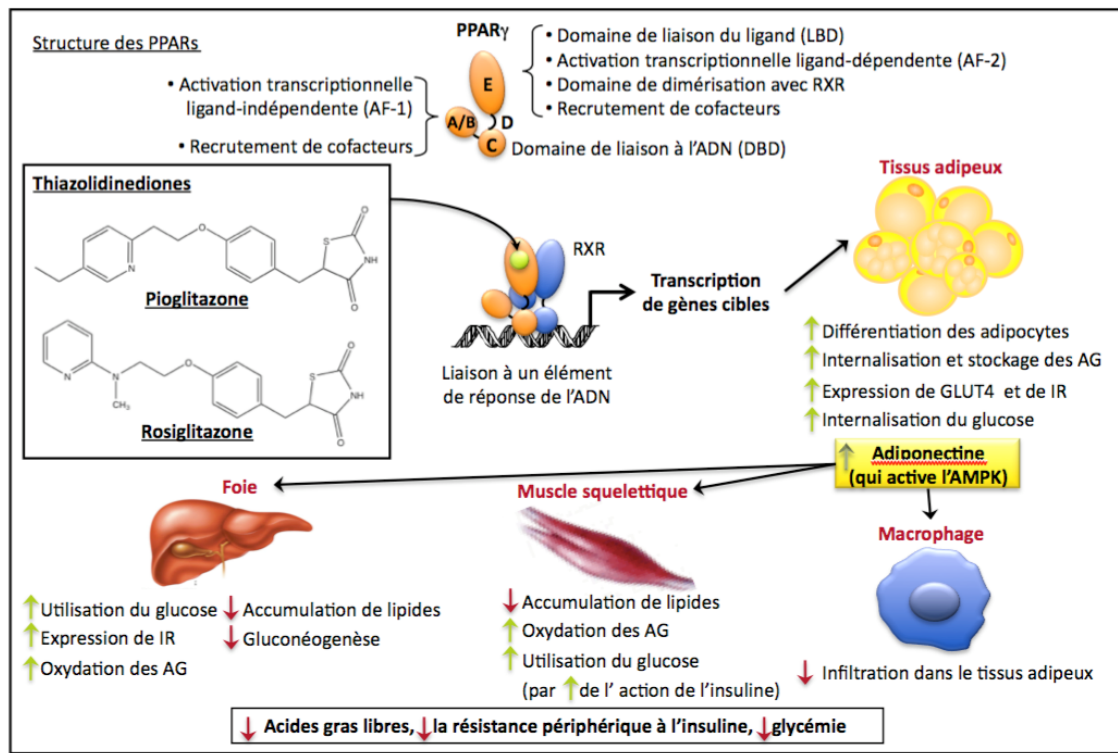 Structure des PPARs
PPARγ
• Domaine de liaison du ligand (LBD)
• Activation transcriptionnelle ligand-dépendente (AF-2)
• Domaine de dimérisation avec RXR
• Recrutement de cofacteurs
• Activation transcriptionnelle
ligand-indépendente (AF-1)
• Recrutement de cofacteurs
E
A/B
D
C
Domaine de liaison à l'ADN (DBD)
Thiazolidinediones
O
S
O
NH
N
O
Pioglitazone
O
S
O
NH
N
N
CH₃
O
Rosiglitazone
RXR
Liaison à un élément
de réponse de l'ADN
Transcription
de gènes cibles
Tissus adipeux
Différentiation des adipocytes
Internalisation et stockage des AG
Expression de GLUT4 et de IR
Internalisation du glucose
Adiponectine
(qui active l'AMPK)
Foie
Utilisation du glucose
Expression de IR
Oxydation des AG
Accumulation de lipides
Gluconéogenèse
Muscle squelettique
Accumulation de lipides
Oxydation des AG
Utilisation du glucose
(par ↑ de l' action de l'insuline)
Macrophage
Infiltration dans le tissus adipeux
↓ Acides gras libres, ↓la résistance périphérique à l'insuline, ↓glycémie